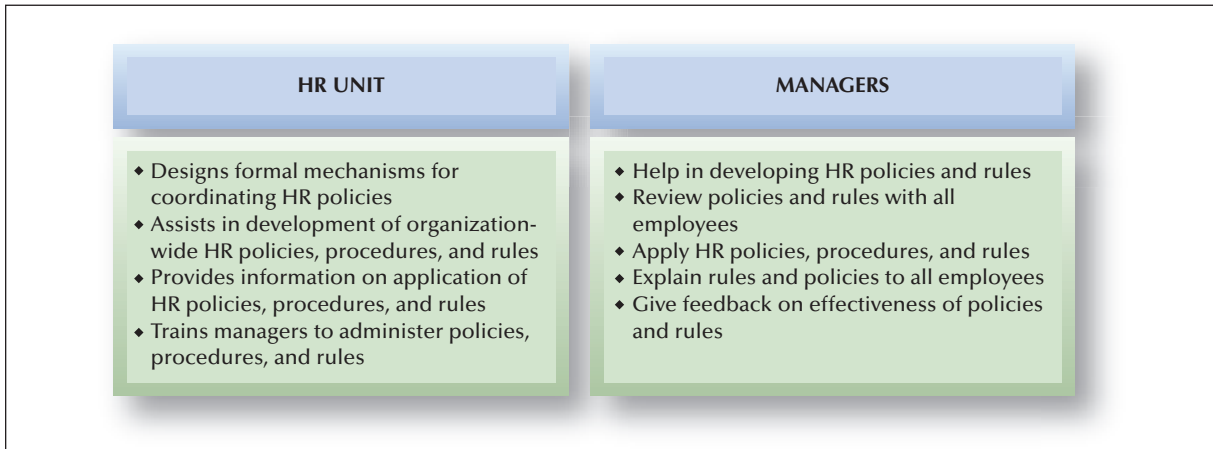 HR UNIT
◆ Designs formal mechanisms for
coordinating HR policies
◆ Assists in development of organization-
wide HR policies, procedures, and rules
◆ Provides information on application of
HR policies, procedures, and rules
◆ Trains managers to administer policies,
procedures, and rules
MANAGERS
◆ Help in developing HR policies and rules
◆ Review policies and rules with all
employees
◆ Apply HR policies, procedures, and rules
◆ Explain rules and policies to all employees
◆ Give feedback on effectiveness of policies
and rules